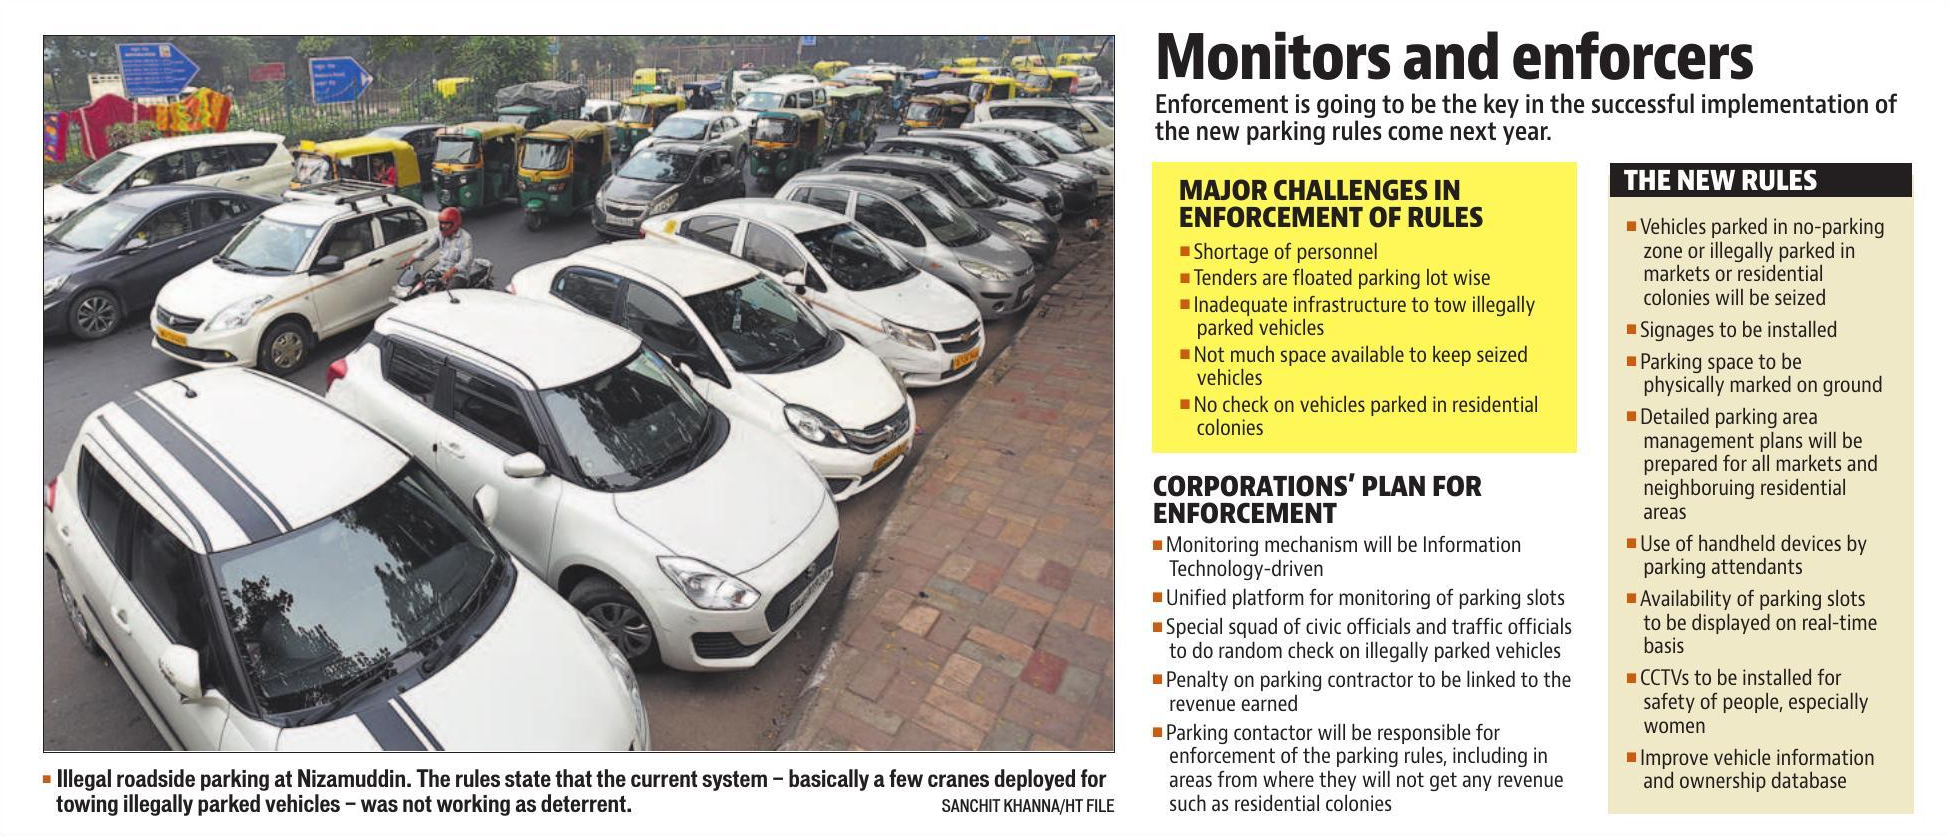 Monitors and enforcers
Enforcement is going to be the key in the successful implementation of
the new parking rules come next year.
MAJOR CHALLENGES IN
ENFORCEMENT OF RULES
Shortage of personnel
Tenders are floated parking lot wise
Inadequate infrastructure to tow illegally
parked vehicles
Not much space available to keep seized
vehicles
No check on vehicles parked in residential
colonies
CORPORATIONS’ PLAN FOR
ENFORCEMENT
Monitoring mechanism will be Information
Technology-driven
Unified platform for monitoring of parking slots
Special squad of civic officials and traffic officials
to do random check on illegally parked vehicles
Penalty on parking contractor to be linked to the
revenue earned
Parking contactor will be responsible for
enforcement of the parking rules, including in
areas from where they will not get any revenue
such as residential colonies
THE NEW RULES
Vehicles parked in no-parking
zone or illegally parked in
markets or residential
colonies will be seized
Signages to be installed
Parking space to be
physically marked on ground
Detailed parking area
management plans will be
prepared for all markets and
neighboruing residential
areas
Use of handheld devices by
parking attendants
Availability of parking slots
to be displayed on real-time
basis
CCTVs to be installed for
safety of people, especially
women
Improve vehicle information
and ownership database
Illegal roadside parking at Nizamuddin. The rules state that the current system – basically a few cranes deployed for
towing illegally parked vehicles – was not working as deterrent.
SANCHIT KHANNA/HT FILE